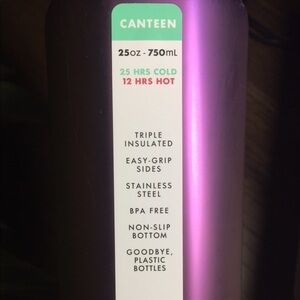 CANTEEN
25oz - 750mL
25 HRS COLD
12 HRS HOT
TRIPLE
INSULATED
EASY-GRIP
SIDES
STAINLESS
STEEL
BPA FREE
NON-SLIP
BOTTOM
GOODBYE,
PLASTIC
BOTTLES